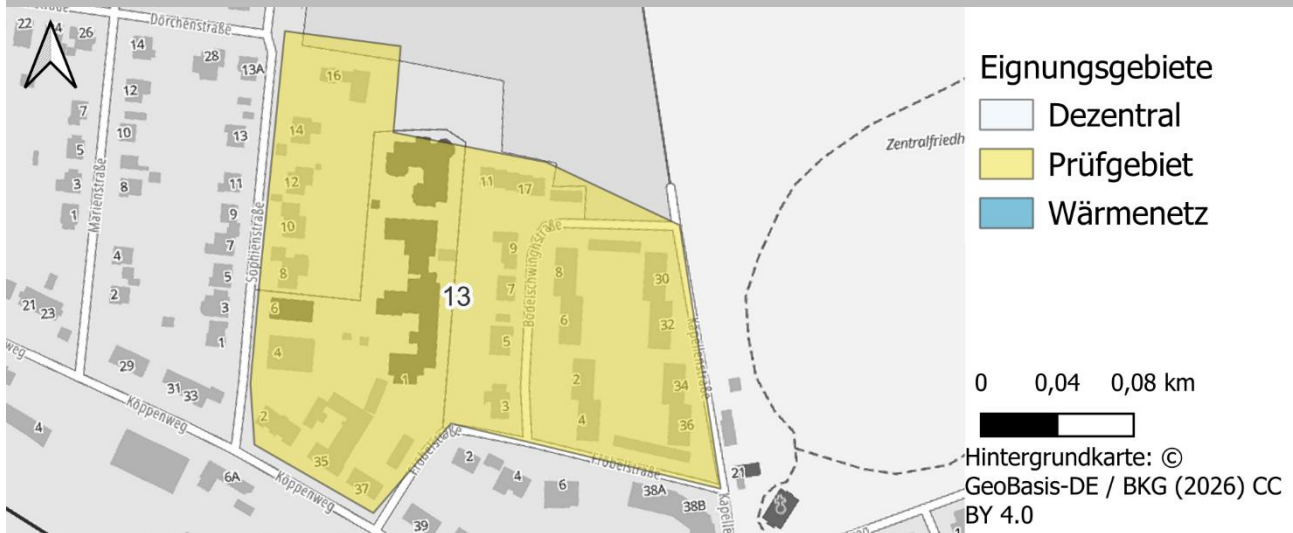 Dorchenstraße
22
26
14
28
13A
16
12
7
10
13
14
5
11
17
3
8
11
12
1
9
10
9
7
4
5
8
8
30
7
2
3
6
13
6
32
21
23
1
4
5
29
31
33
1
2
34
3
4
36
2
35
37
4
6A
2
4
6
38A
38B
39
21
Marienstraße
Sophienstraße
Bodelschwinghstraße
Kapellenstraße
Köppenweg
Köppenweg
Fröbelstraße
Fröbelstraße
Zentralfriedh
Eignungsgebiete
Dezentral
Prüfgebiet
Wärmenetz
0 0,04 0,08 km
Hintergrundkarte: ©
GeoBasis-DE / BKG (2026) CC
BY 4.0